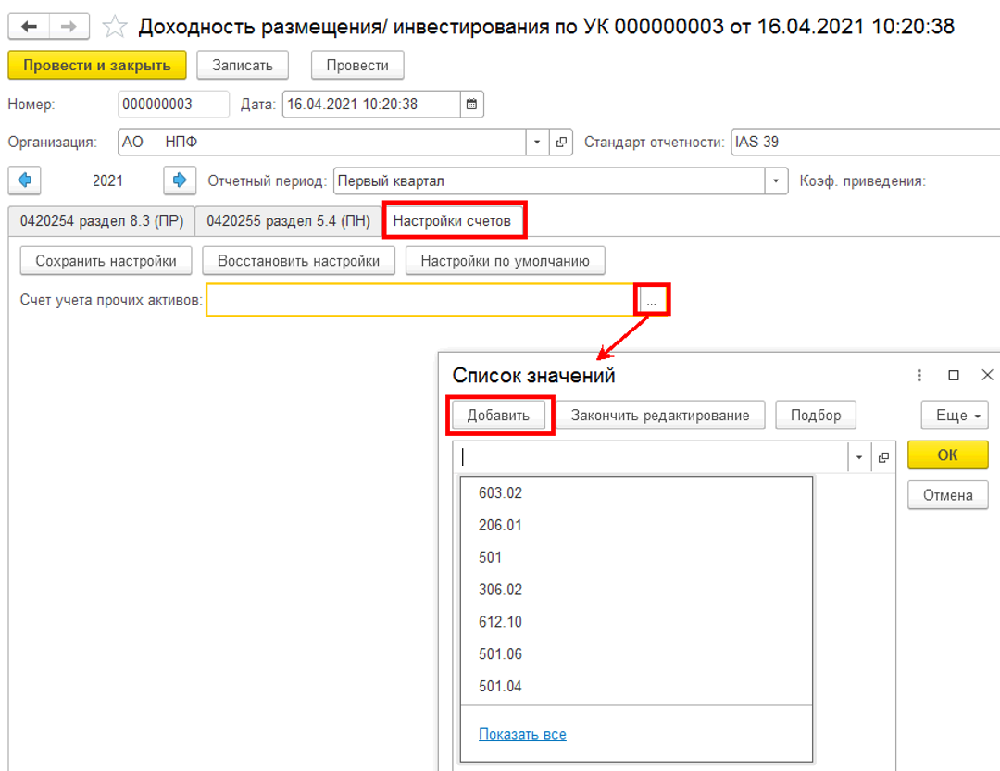 Доходность размещения/ инвестирования по УК 000000003 от 16.04.2021 10:20:38
Провести и закрыть Записать Провести
Номер: 000000003 Дата: 16.04.2021 10:20:38
Организация: АО НПФ Стандарт отчетности: IAS 39
2021 Отчетный период: Первый квартал Коэф. приведения:
0420254 раздел 8.3 (ПР) 0420255 раздел 5.4 (ПН) Настройки счетов
Сохранить настройки Восстановить настройки Настройки по умолчанию
Счет учета прочих активов: ...
Список значений
Добавить Закончить редактирование Подбор Еще
ОК
Отмена
603.02
206.01
501
306.02
612.10
501.06
501.04
Показать все